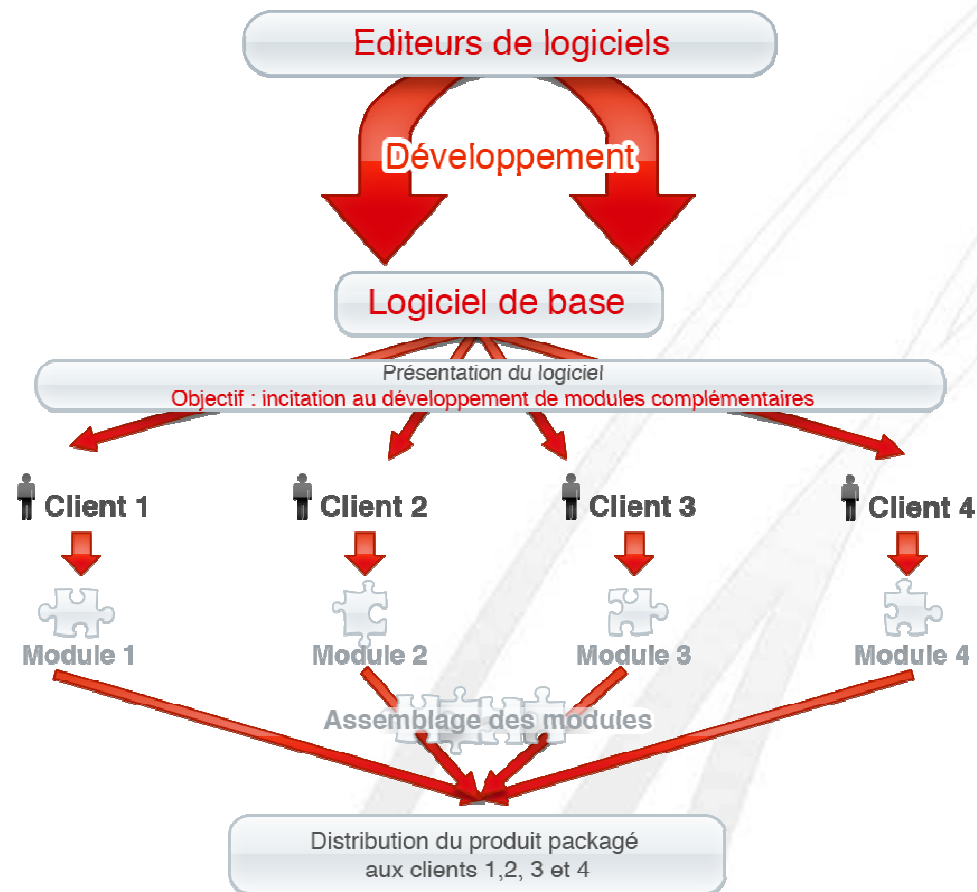 Editeurs de logiciels
Développement
Logiciel de base
Présentation du logiciel
Objectif : incitation au développement de modules complémentaires
Client 1
Client 2
Client 3
Client 4
Module 1
Module 2
Module 3
Module 4
Assemblage des modules
Distribution du produit packagé
aux clients 1,2, 3 et 4